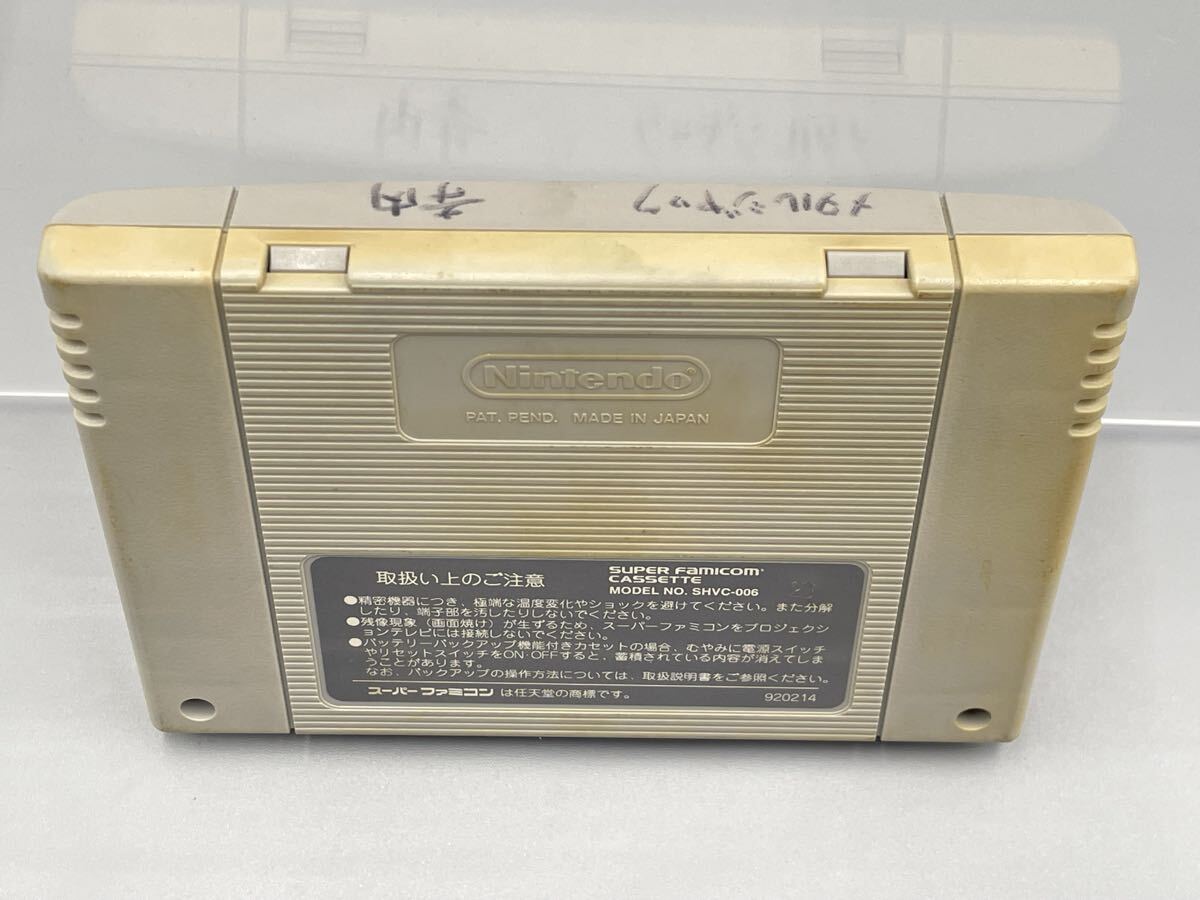 寺内 メタルジャック
Nintendo®
PAT. PEND. MADE IN JAPAN
取扱い上のご注意
SUPER FAMICOM
CASSETTE
MODEL NO. SHVC-006
●精密機器につき、極端な温度変化やショックを避けてください。また分解
したり、端子部を汚したりしないでください。
●残像現象（画面焼け）が生ずるため、スーパーファミコンをプロジェクシ
ョンテレビには接続しないでください。
●バッテリーバックアップ機能付きカセットの場合、むやみに電源スイッチ
やリセットスイッチをON・OFFすると、蓄積されている内容が消えてしま
うことがあります。
なお、バックアップの操作方法については、取扱説明書をご参照ください。
スーパーファミコン は任天堂の商標です。
920214